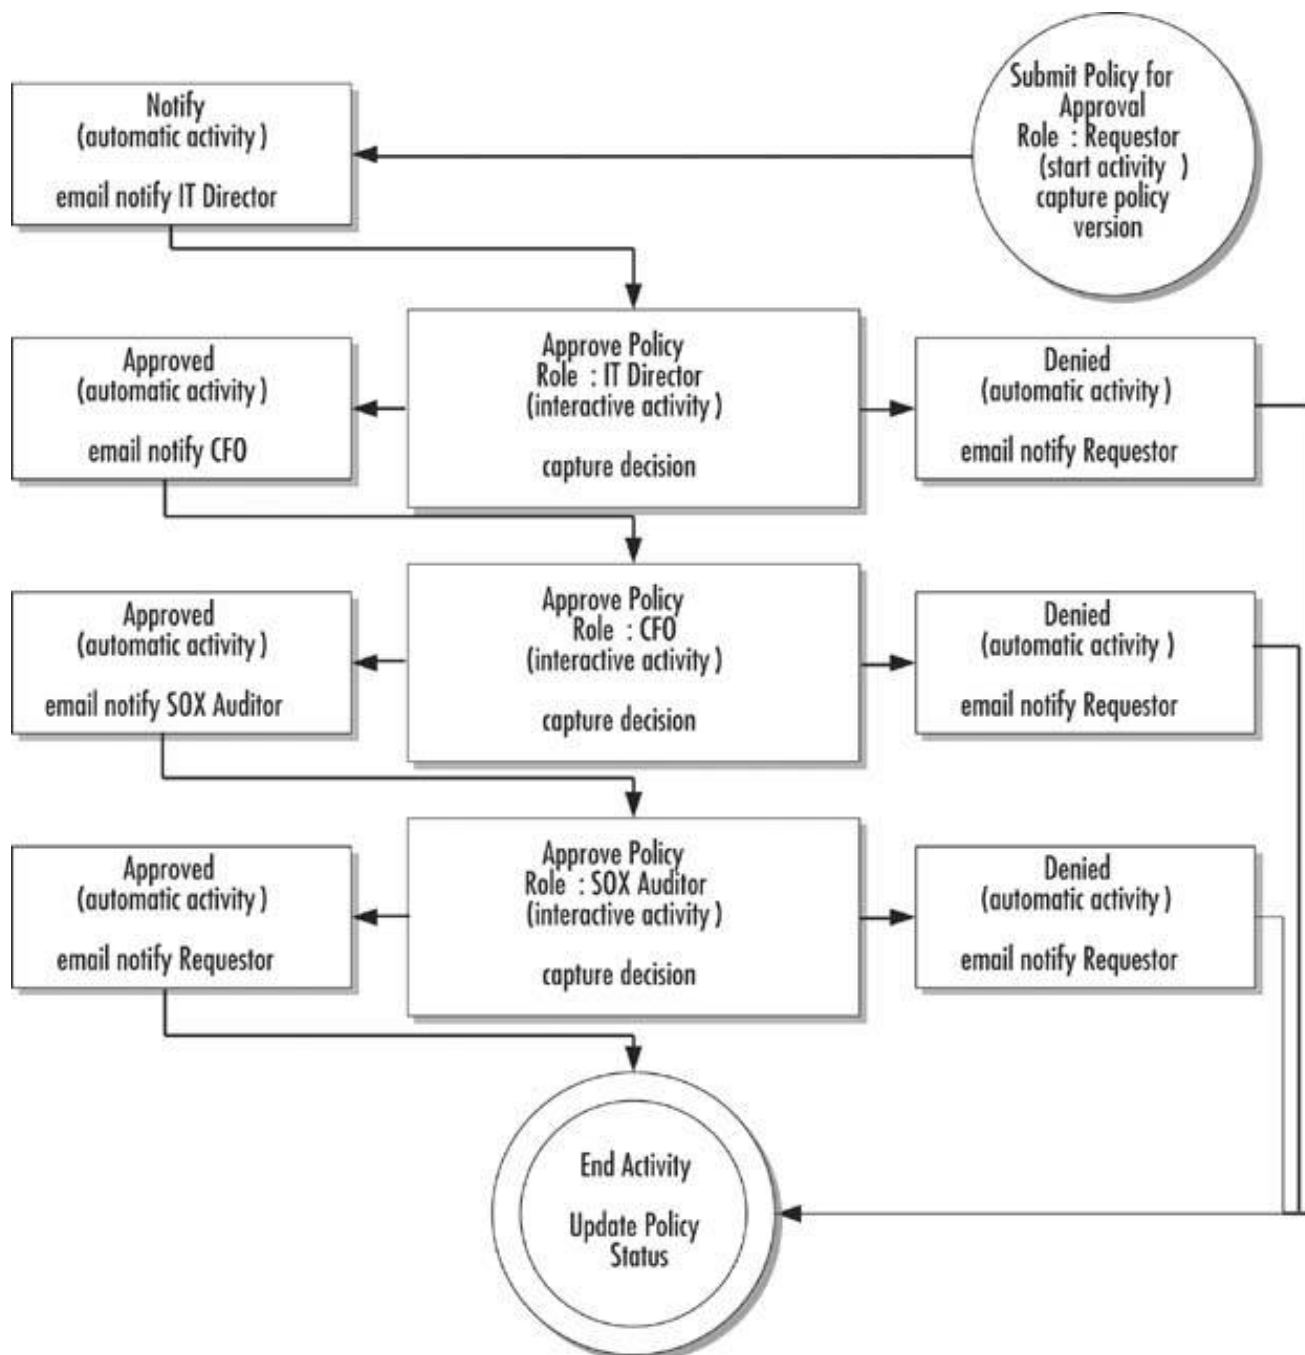 Submit Policy for
Approval
Role : Requestor
(start activity )
capture policy
version
Notify
(automatic activity )
email notify IT Director
Approve Policy
Role : IT Director
(interactive activity )
capture decision
Approved
(automatic activity )
email notify CFO
Denied
(automatic activity )
email notify Requestor
Approve Policy
Role : CFO
(interactive activity )
capture decision
Approved
(automatic activity )
email notify SOX Auditor
Denied
(automatic activity )
email notify Requestor
Approve Policy
Role : SOX Auditor
(interactive activity )
capture decision
Approved
(automatic activity )
email notify Requestor
Denied
(automatic activity )
email notify Requestor
End Activity
Update Policy
Status